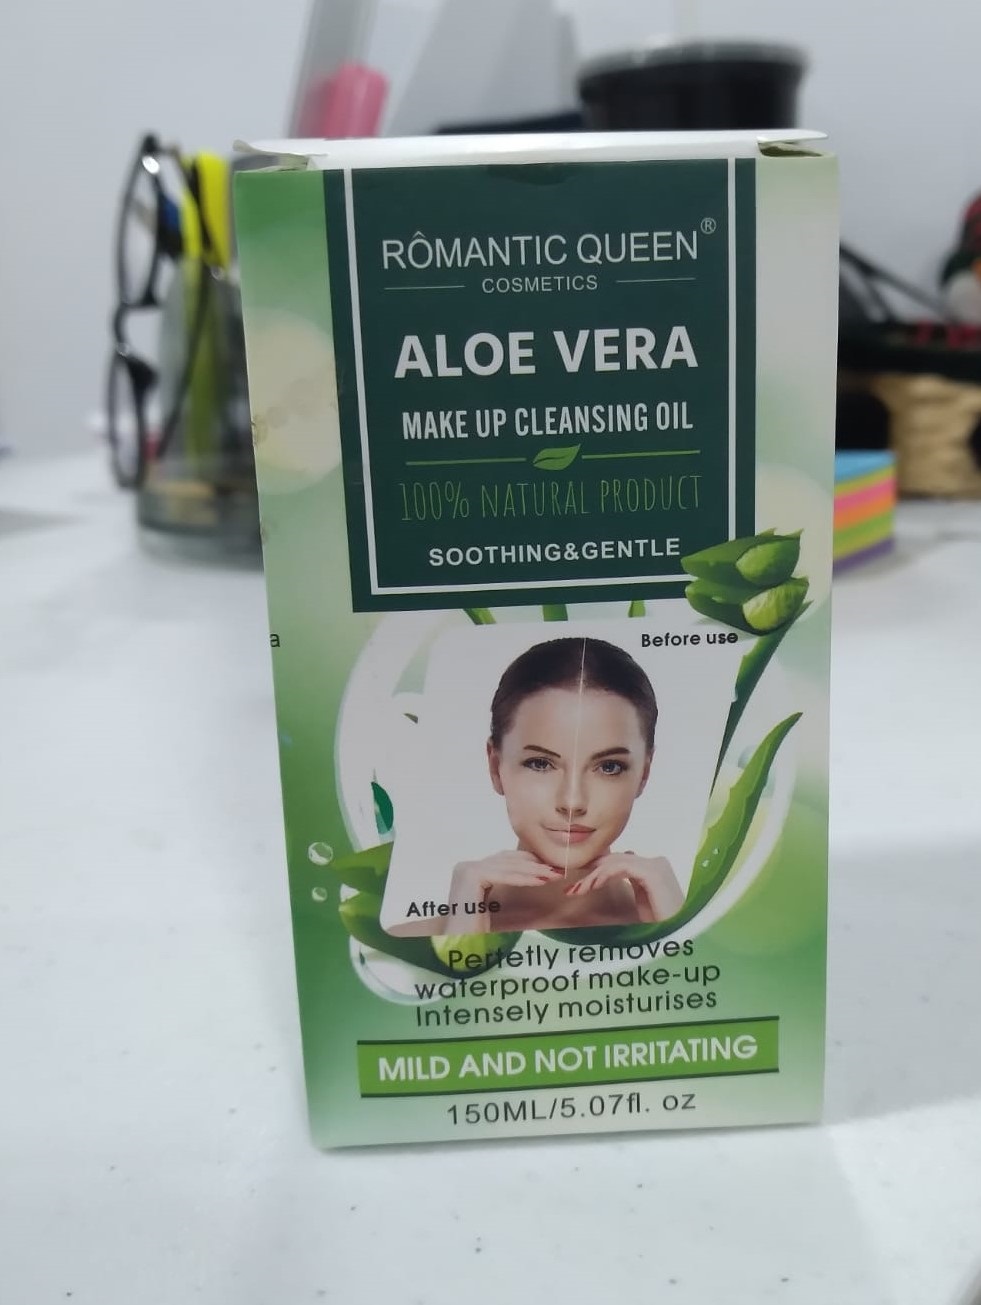 RÔMANTIC QUEEN®
COSMETICS
ALOE VERA
MAKE UP CLEANSING OIL
100% NATURAL PRODUCT
SOOTHING&GENTLE
a
Before use
After use
Pertetly removes
waterproof make-up
Intensely moisturises
MILD AND NOT IRRITATING
150ML/5.07fl. oz